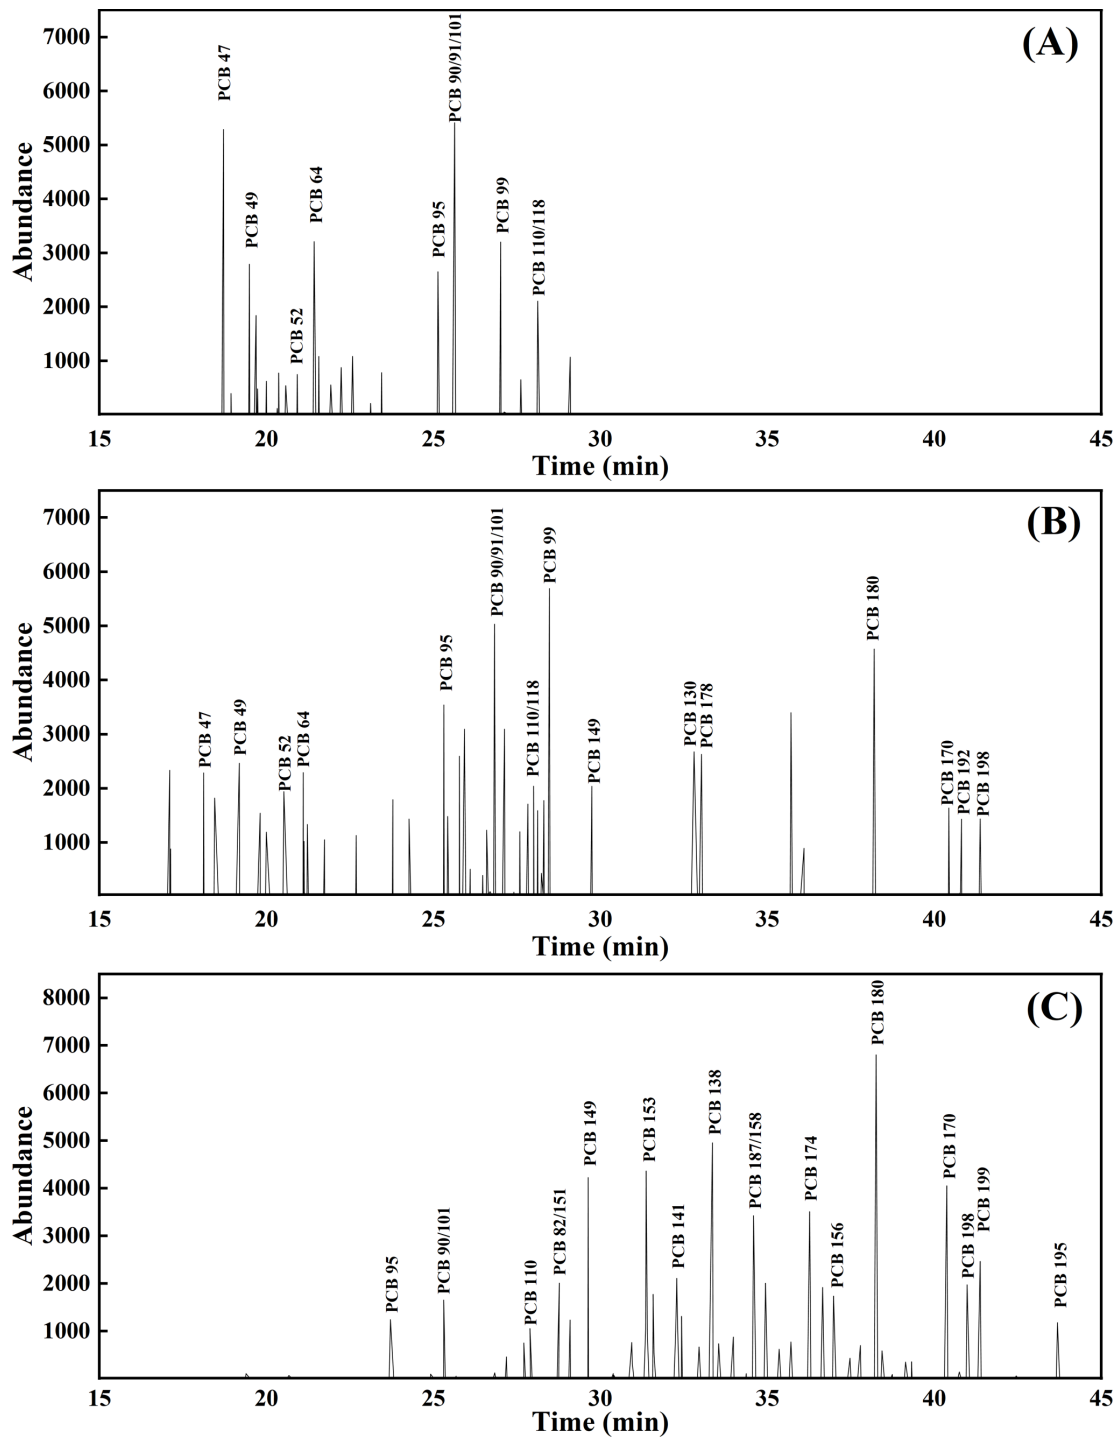 (A)
Abundance
7000
6000
5000
4000
3000
2000
1000
PCB 47
PCB 49
PCB 52
PCB 64
PCB 95
PCB 90/91/101
PCB 99
PCB 110/118
15 20 25 30 35 40 45
Time (min)
(B)
Abundance
7000
6000
5000
4000
3000
2000
1000
PCB 47
PCB 49
PCB 52
PCB 64
PCB 95
PCB 90/91/101
PCB 110/118
PCB 99
PCB 149
PCB 130
PCB 178
PCB 180
PCB 170
PCB 192
PCB 198
15 20 25 30 35 40 45
Time (min)
(C)
Abundance
8000
7000
6000
5000
4000
3000
2000
1000
PCB 95
PCB 90/101
PCB 110
PCB 82/151
PCB 149
PCB 153
PCB 141
PCB 138
PCB 187/158
PCB 174
PCB 156
PCB 180
PCB 170
PCB 198
PCB 199
PCB 195
15 20 25 30 35 40 45
Time (min)